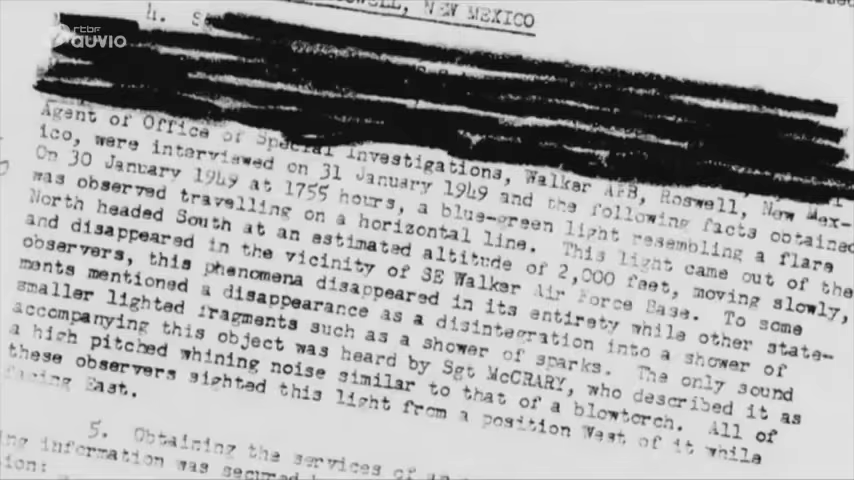 rtbf
auvio
ROSWELL, NEW MEXICO
4.
Agent of Office of Special Investigations, Walker AFB, Roswell, New Mex-
ico, were interviewed on 31 January 1949 and the following facts obtained
On 30 January 1949 at 1755 hours, a blue-green light resembling a flare
was observed travelling on a horizontal line. This light came out of the
North headed South at an estimated altitude of 2,000 feet, moving slowly,
and disappeared in the vicinity of SE Walker Air Force Base. To some
observers, this phenomena disappeared in its entirety while other state-
ments mentioned a disappearance as a disintegration into a shower of
smaller lighted fragments such as a shower of sparks. The only sound
accompanying this object was heard by Sgt McCRARY, who described it as
a high pitched whining noise similar to that of a blowtorch. All of
these observers sighted this light from a position West of it while
facing East.
5. Obtaining the services of
ing information was secured
ion: